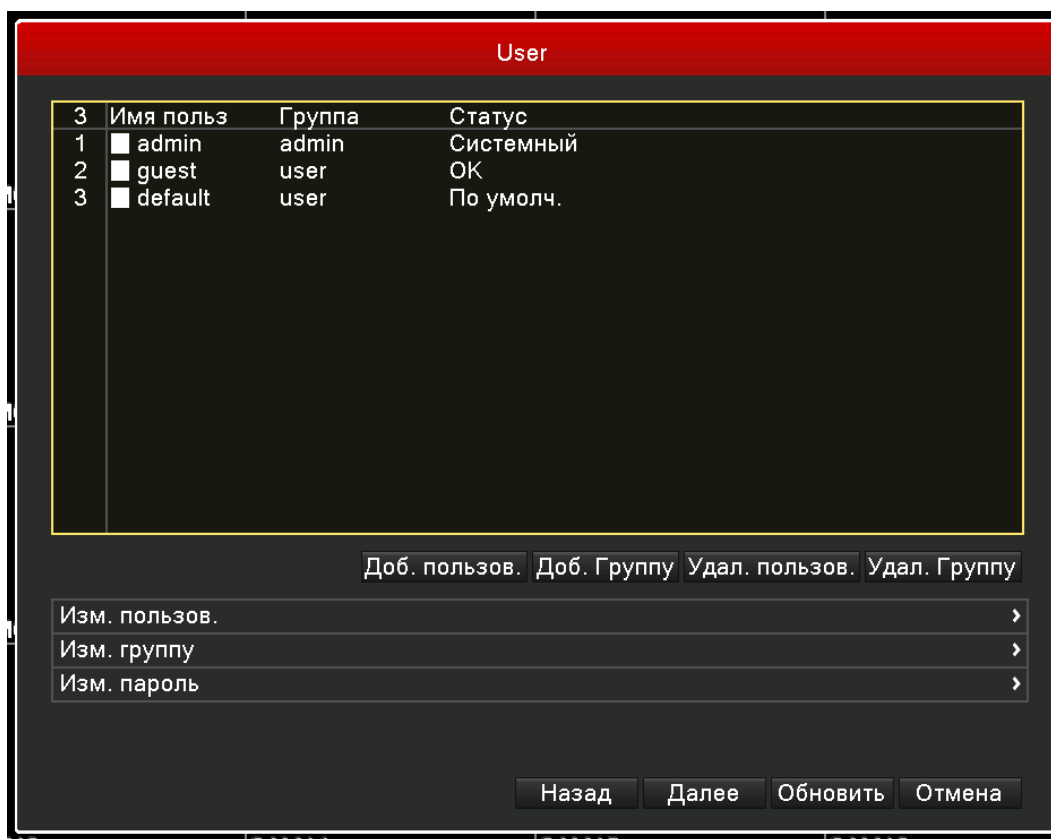 User
3 Имя польз Группа Статус
1 admin admin Системный
2 guest user OK
3 default user По умолч.
Доб. пользов. Доб. Группу Удал. пользов. Удал. Группу
Изм. пользов.
Изм. группу
Изм. пароль
Назад Далее Обновить Отмена